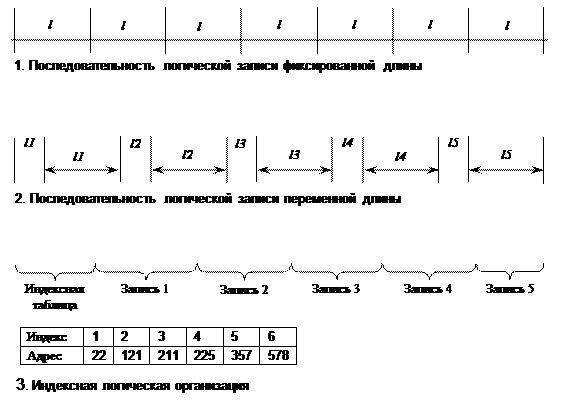 l l l l l l l
1. Последовательность логической записи фиксированной длины
l1 l2 l3 l4 l5
l1 l2 l3 l4 l5
2. Последовательность логической записи переменной длины
Индексная таблица Запись 1 Запись 2 Запись 3 Запись 4 Запись 5
Индекс 1 2 3 4 5 6
Адрес 22 121 211 225 357 578
3. Индексная логическая организация